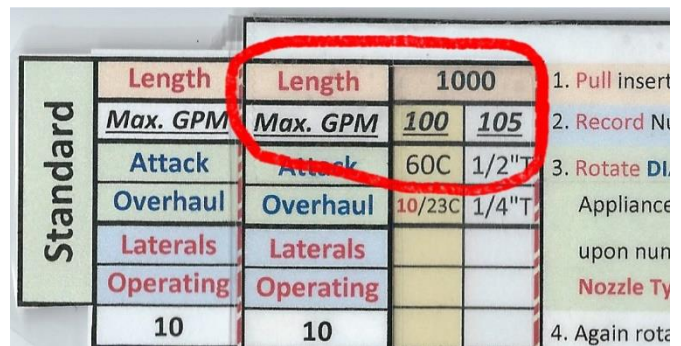 Standard
Length Length 1000 1. Pull insert
Max. GPM Max. GPM 100 105 2. Record Nu
Attack Attack 60C 1/2"T 3. Rotate DI
Overhaul Overhaul 10/23C 1/4"T Appliance
Laterals Laterals upon num
Operating Operating Nozzle Ty
10 10 4. Again rota